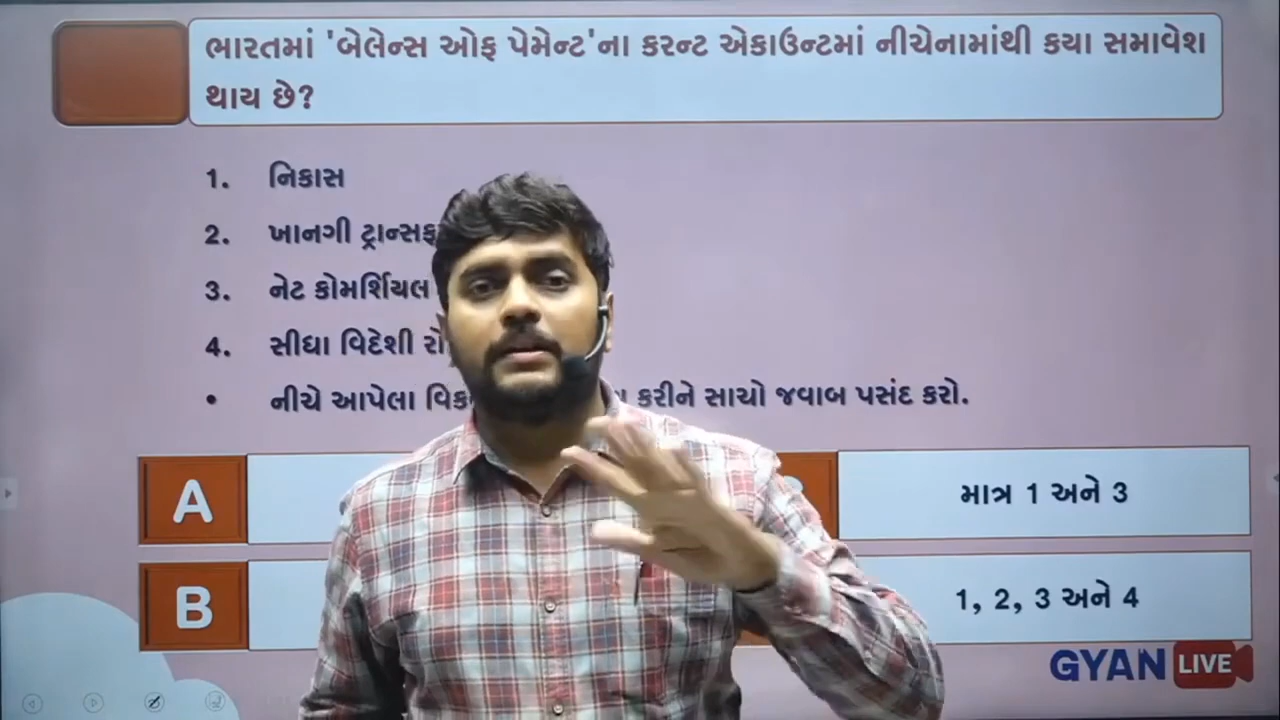 ભારતમાં 'બેલેન્સ ઓફ પેમેન્ટ'ના કરન્ટ એકાઉન્ટમાં નીચેનામાંથી કયા સમાવેશ
થાય છે?
1. નિકાસ
2. ખાનગી
3. નેટ કોમર્શિયલ
4. સીધા વિદેશી
• નીચે આપેલા કરીને સાચો જવાબ પસંદ કરો.
A
માત્ર 1 અને 3
B
1, 2, 3 અને 4
GYAN LIVE